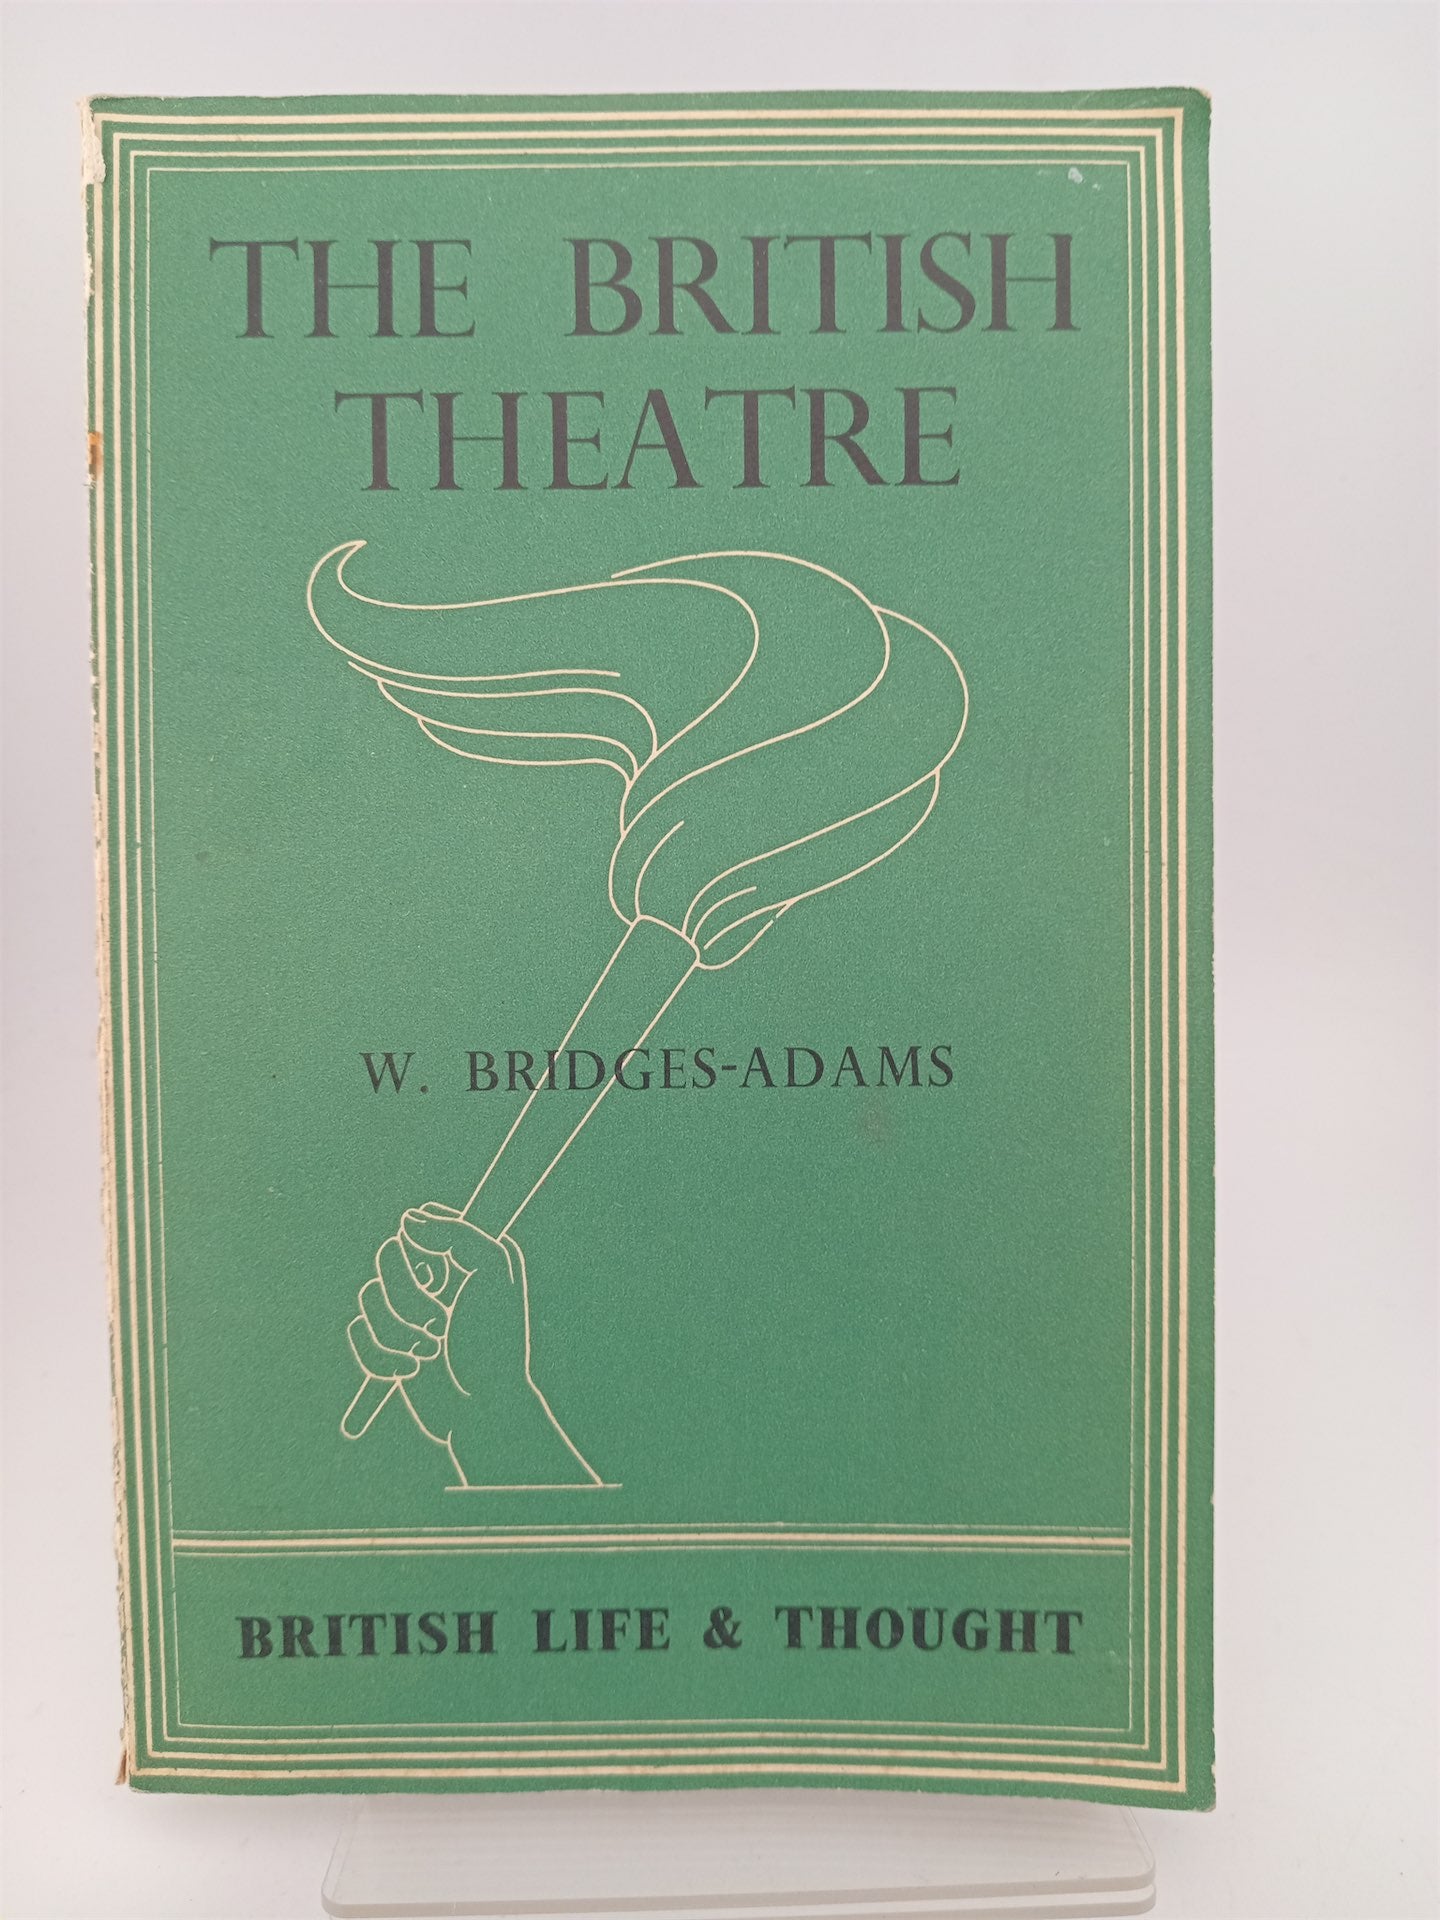 THE BRITISH
THEATRE
W. BRIDGES-ADAMS
BRITISH LIFE & THOUGHT